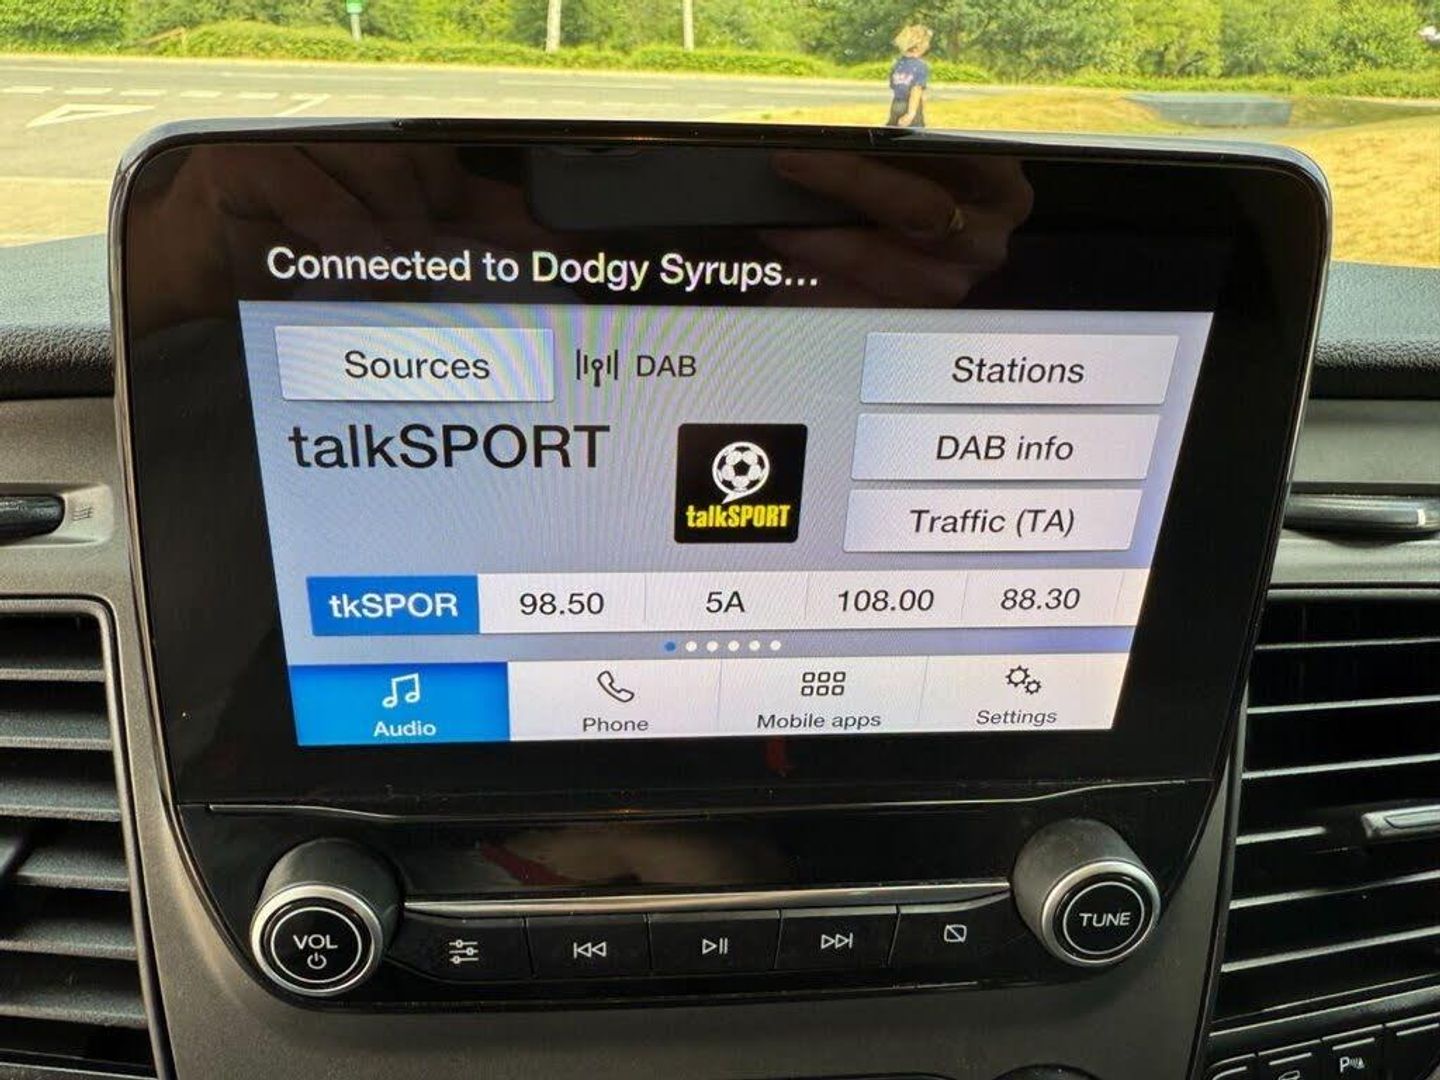 Connected to Dodgy Syrups...
Sources
DAB
Stations
talkSPORT
talkSPORT
DAB info
Traffic (TA)
tkSPOR 98.50 5A 108.00 88.30
Audio
Phone
Mobile apps
Settings
VOL
TUNE
P